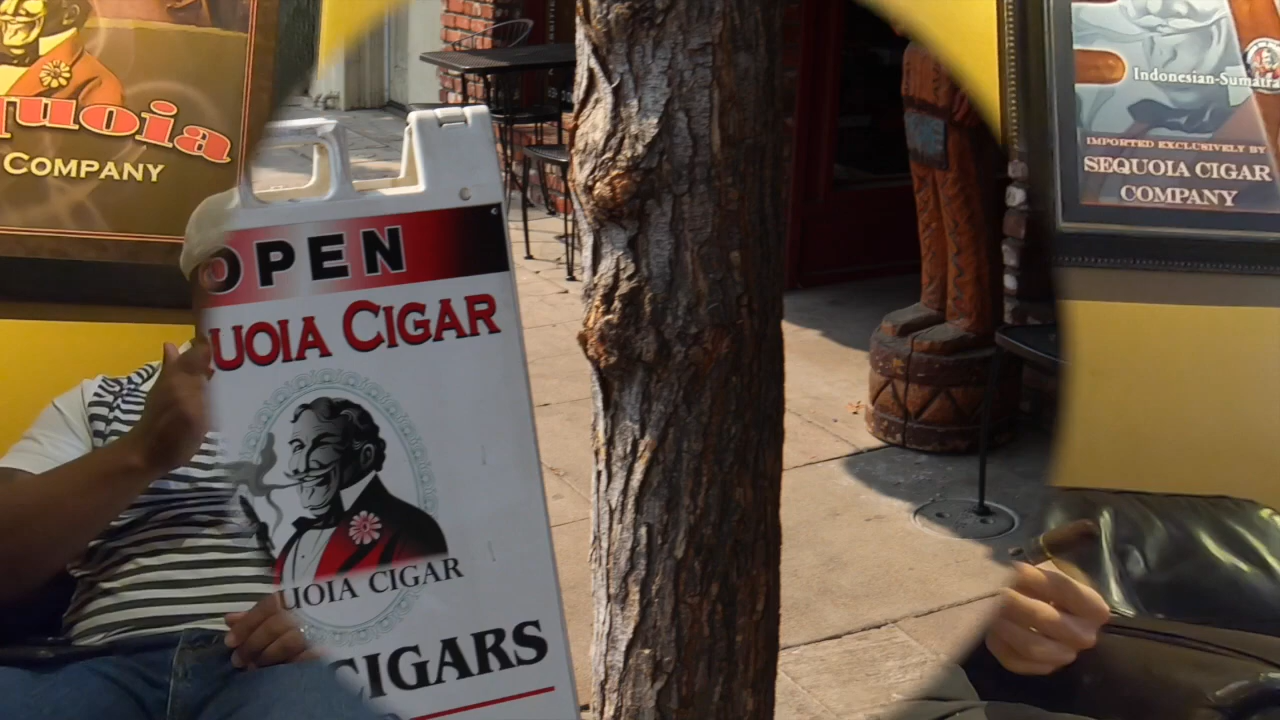 quoia
COMPANY
OPEN
UOIA CIGAR
UOIA CIGAR
CIGARS
Indonesian-Sumatra
IMPORTED EXCLUSIVELY BY
SEQUOIA CIGAR
COMPANY